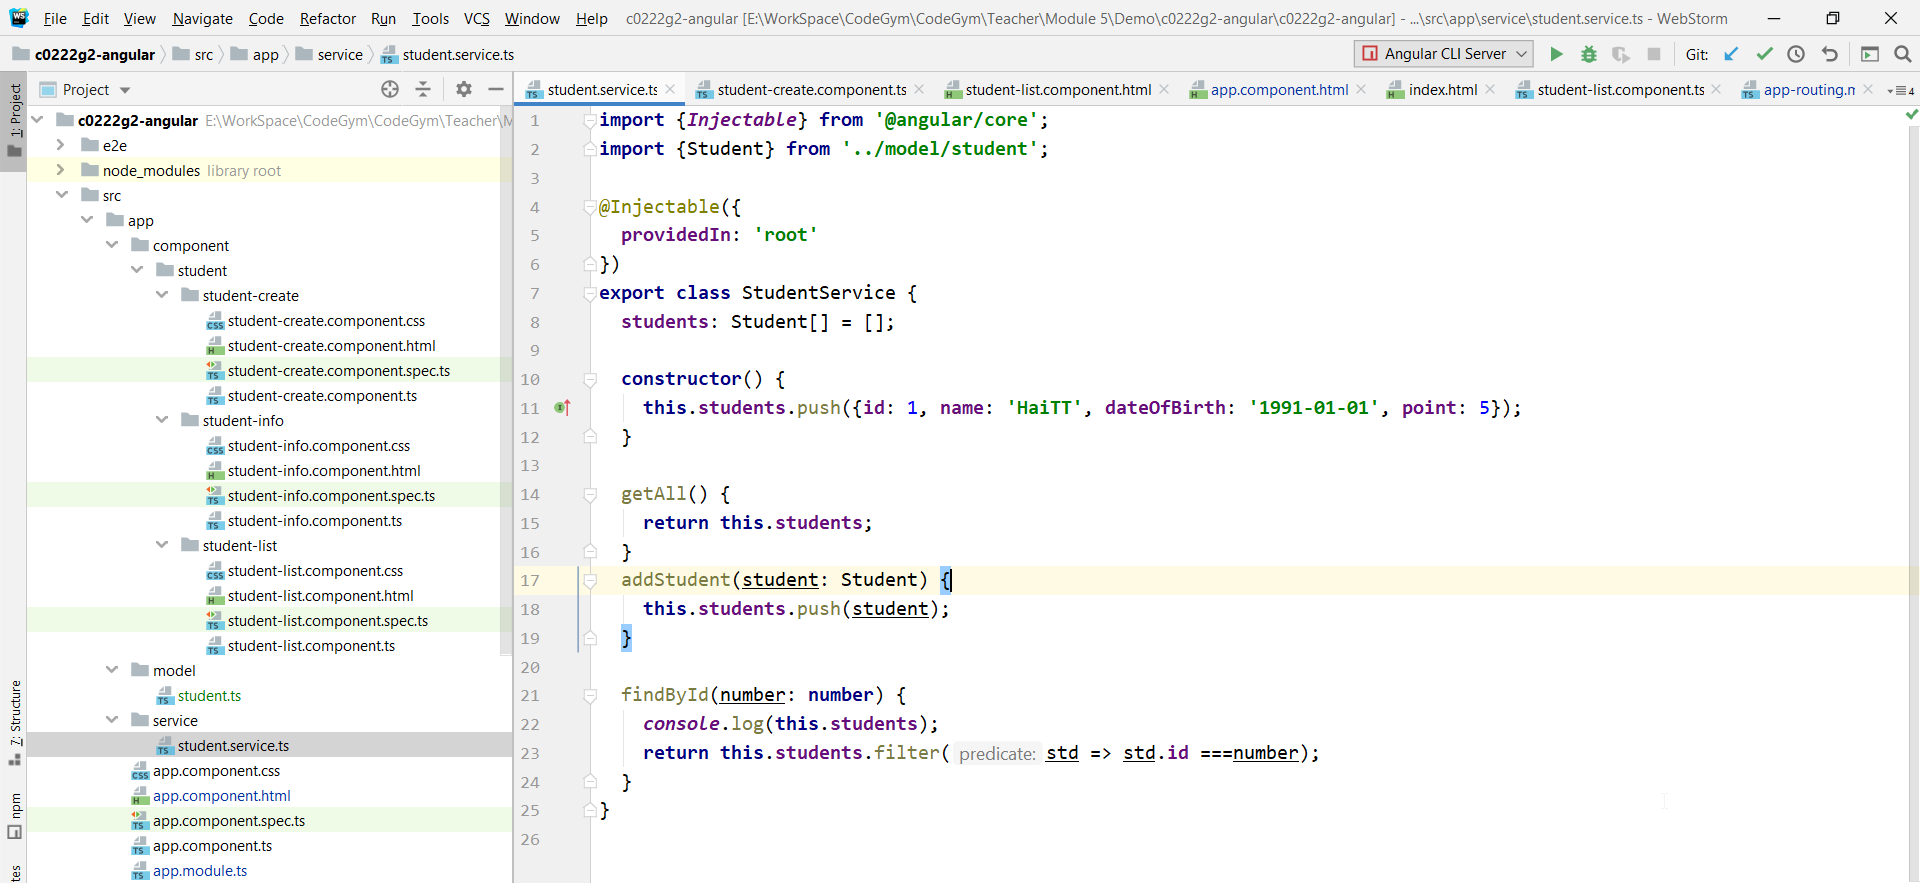 WS File Edit View Navigate Code Refactor Run Tools VCS Window Help c0222g2-angular [E:\WorkSpace\CodeGym\CodeGym\Teacher\Module 5\Demo\c0222g2-angular\c0222g2-angular] - ...\src\app\service\student.service.ts - WebStorm
c0222g2-angular src app service student.service.ts Angular CLI Server Git:
Project
student.service.ts student-create.component.ts student-list.component.html app.component.html index.html student-list.component.ts app-routing.m 4
1: Project
7: Structure
npm
c0222g2-angular E:\WorkSpace\CodeGym\CodeGym\Teacher\M
e2e
node_modules library root
src
app
component
student
student-create
student-create.component.css
student-create.component.html
student-create.component.spec.ts
student-create.component.ts
student-info
student-info.component.css
student-info.component.html
student-info.component.spec.ts
student-info.component.ts
student-list
student-list.component.css
student-list.component.html
student-list.component.spec.ts
student-list.component.ts
model
student.ts
service
student.service.ts
app.component.css
app.component.html
app.component.spec.ts
app.component.ts
app.module.ts
1 import {Injectable} from '@angular/core';
2 import {Student} from '../model/student';
3
4 @Injectable({
5 providedIn: 'root'
6 })
7 export class StudentService {
8 students: Student[] = [];
9
10 constructor() {
11 this.students.push({id: 1, name: 'HaiTT', dateOfBirth: '1991-01-01', point: 5});
12 }
13
14 getAll() {
15 return this.students;
16 }
17 addStudent(student: Student) {
18 this.students.push(student);
19 }
20
21 findById(number: number) {
22 console.log(this.students);
23 return this.students.filter( predicate: std => std.id ===number);
24 }
25 }
26